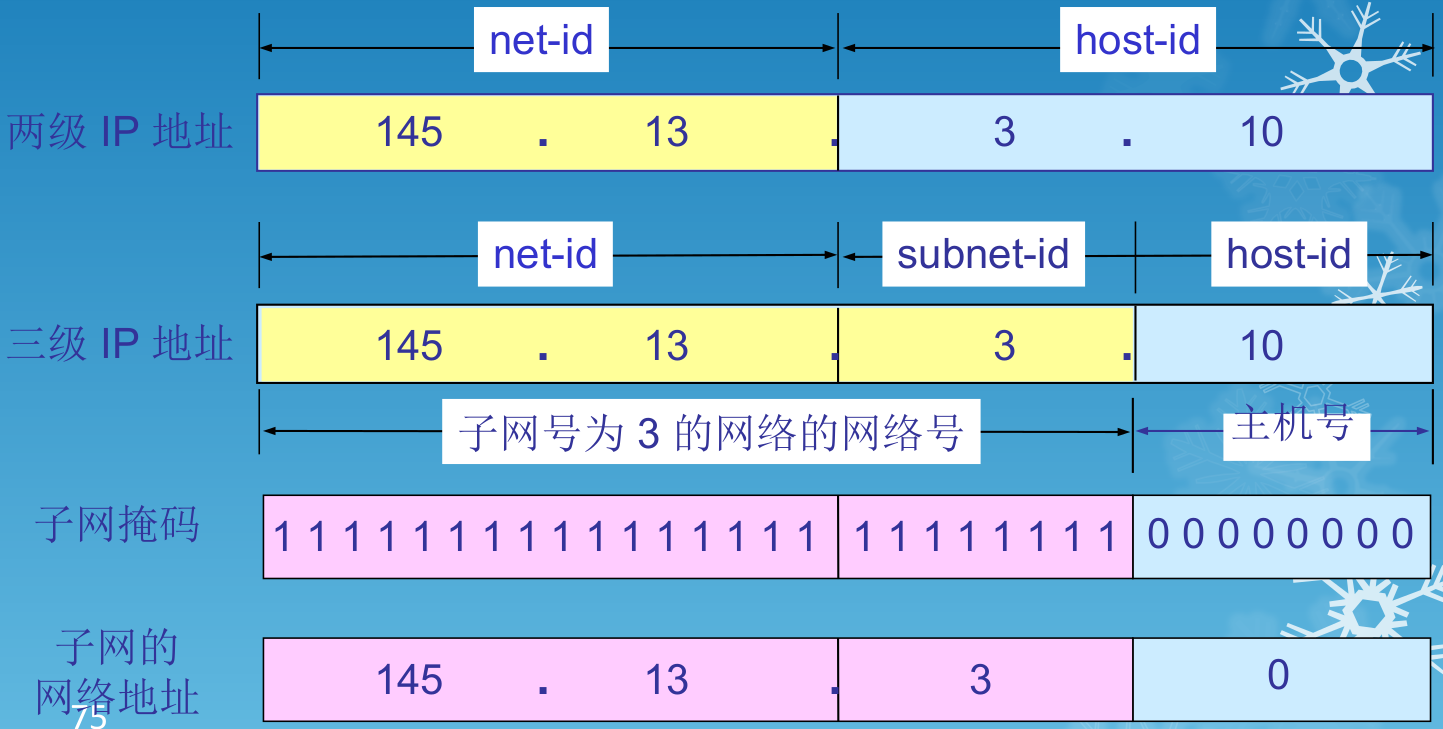 net-id host-id
两级 IP 地址 145 . 13 . 3 . 10
net-id subnet-id host-id
三级 IP 地址 145 . 13 . 3 . 10
子网号为 3 的网络的网络号 主机号
子网掩码 1 1 1 1 1 1 1 1 1 1 1 1 1 1 1 1 1 1 1 1 1 1 1 1 0 0 0 0 0 0 0 0
子网的
网络地址 145 . 13 . 3 0
75